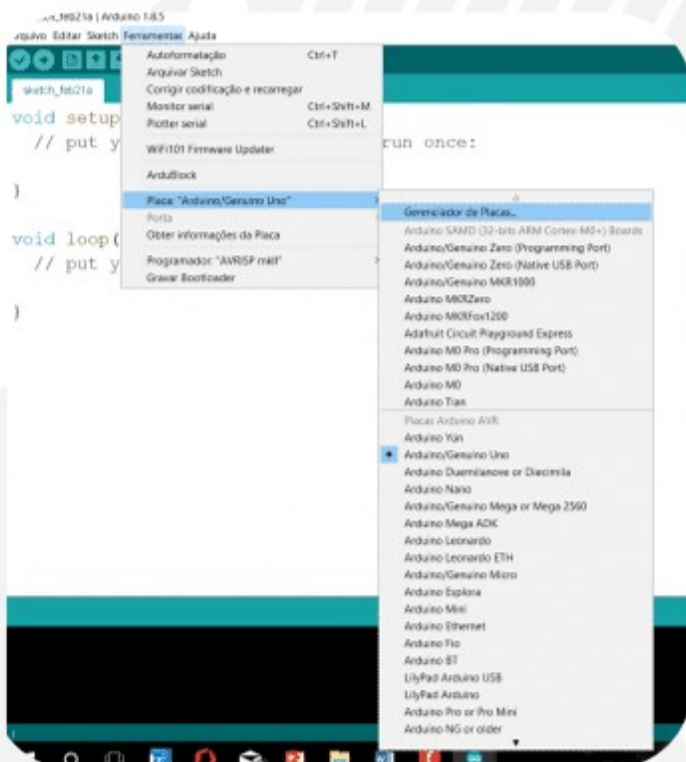 _feb21a | Arduino 1.8.5
Editar Sketch Ferramentas Ajuda
sketch_feb21a
void setup
// put y
run once:
}
void loop(
// put y
}
Autoformatação Ctrl+T
Arquivar Sketch
Corrigir codificação e recarregar
Monitor serial Ctrl+Shift+M
Plotter serial Ctrl+Shift+L
WiFi101 Firmware Updater
ArduBlock
Placa: "Arduino/Genuino Uno"
Porta
Obter informações da Placa
Programador: "AVRISP mkII"
Gravar Bootloader
Gerenciador de Placas...
Arduino SAMD (32-bits ARM Cortex-M0+) Boards
Arduino/Genuino Zero (Programming Port)
Arduino/Genuino Zero (Native USB Port)
Arduino/Genuino MKR1000
Arduino MKRZero
Arduino MKRFox1200
Adafruit Circuit Playground Express
Arduino M0 Pro (Programming Port)
Arduino M0 Pro (Native USB Port)
Arduino M0
Arduino Tian
Placas Arduino AVR
Arduino Yún
Arduino/Genuino Uno
Arduino Duemilanove or Diecimila
Arduino Nano
Arduino/Genuino Mega or Mega 2560
Arduino Mega ADK
Arduino Leonardo
Arduino Leonardo ETH
Arduino/Genuino Micro
Arduino Esplora
Arduino Mini
Arduino Ethernet
Arduino Fio
Arduino BT
LilyPad Arduino USB
LilyPad Arduino
Arduino Pro or Pro Mini
Arduino NG or older